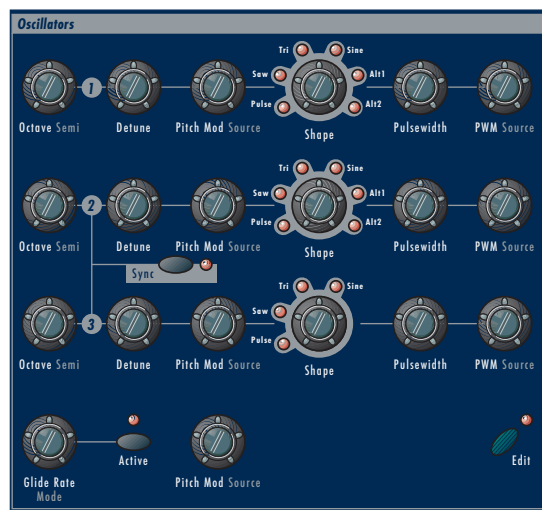 Oscillators
Tri Sine
Saw 1 Alt1
Pulse Alt2
Octave Semi Detune Pitch Mod Source Shape Pulsewidth PWM Source
Tri Sine
Saw 2 Alt1
Pulse Alt2
Octave Semi Detune Pitch Mod Source Shape Pulsewidth PWM Source
Sync
Tri Sine
Saw
Pulse 3
Octave Semi Detune Pitch Mod Source Shape Pulsewidth PWM Source
Glide Rate Active Pitch Mod Source Edit
Mode